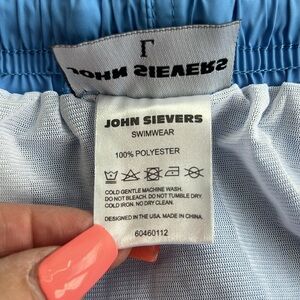 L
JOHN SIEVERS
JOHN SIEVERS
SWIMWEAR
100% POLYESTER
COLD GENTLE MACHINE WASH.
DO NOT BLEACH. DO NOT TUMBLE DRY.
COLD IRON. NO DRY CLEAN.
DESIGNED IN THE USA. MADE IN CHINA.
60460112